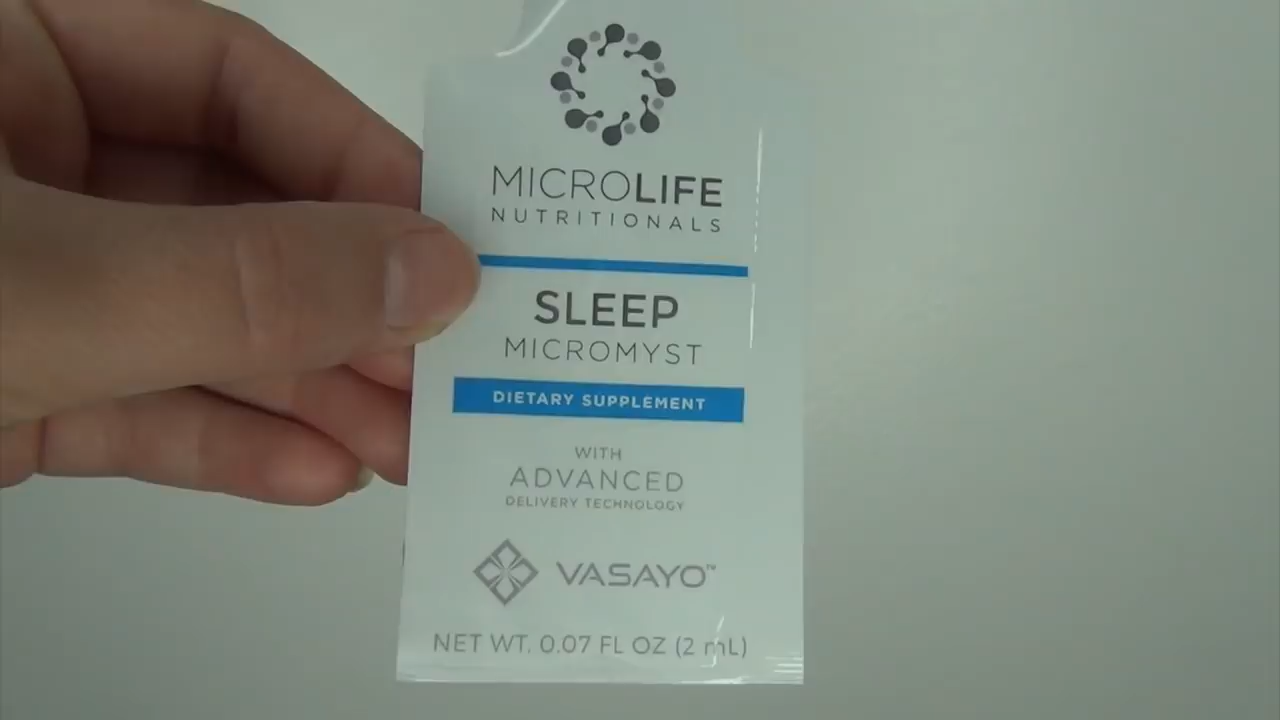 MICROLIFE
NUTRITIONALS
SLEEP
MICROMYST
DIETARY SUPPLEMENT
WITH
ADVANCED
DELIVERY TECHNOLOGY
VASAYO™
NET WT. 0.07 FL OZ (2 mL)